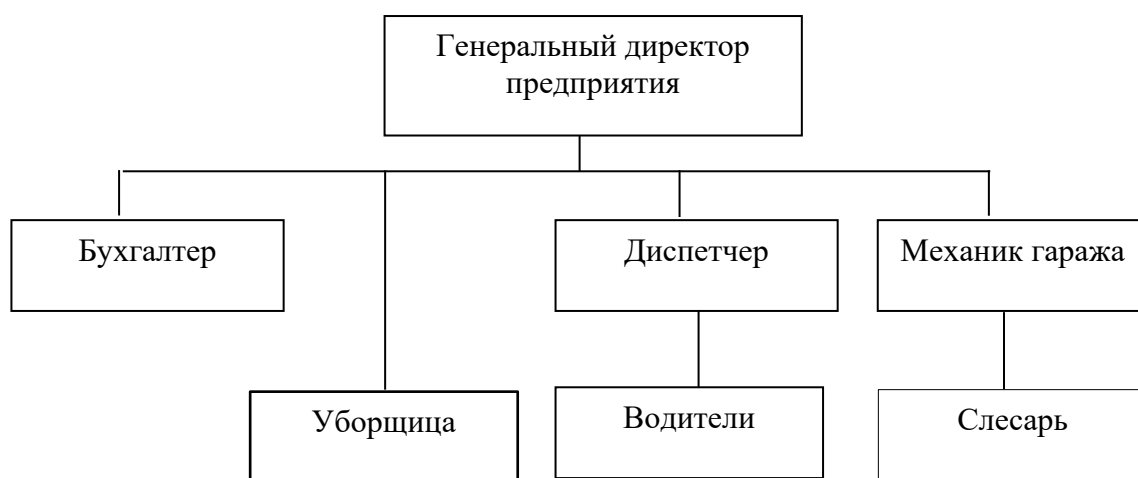 Генеральный директор
предприятия
Бухгалтер
Диспетчер
Механик гаража
Уборщица
Водители
Слесарь